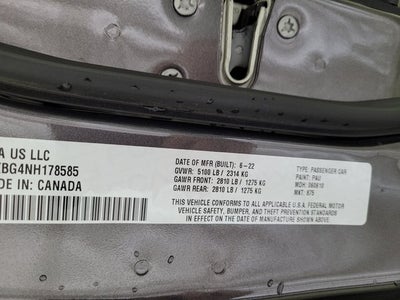 A US LLC
BG4NH178585
DE IN: CANADA
DATE OF MFR (BUILT): 6-22
GVWR: 5100 LB / 2314 KG
GAWR FRONT: 2810 LB / 1275 KG
GAWR REAR: 2810 LB / 1275 KG
TYPE: PASSENGER CAR
PAINT: PAU
MDH: 060610
MKT: 675
THIS VEHICLE CONFORMS TO ALL APPLICABLE U.S.A. FEDERAL MOTOR
VEHICLE SAFETY, BUMPER, AND THEFT PREVENTION STANDARDS
IN EFFECT ON THE DATE OF MANUFACTURE SHOWN ABOVE.